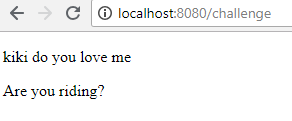 localhost:8080/challenge
kiki do you love me
Are you riding?